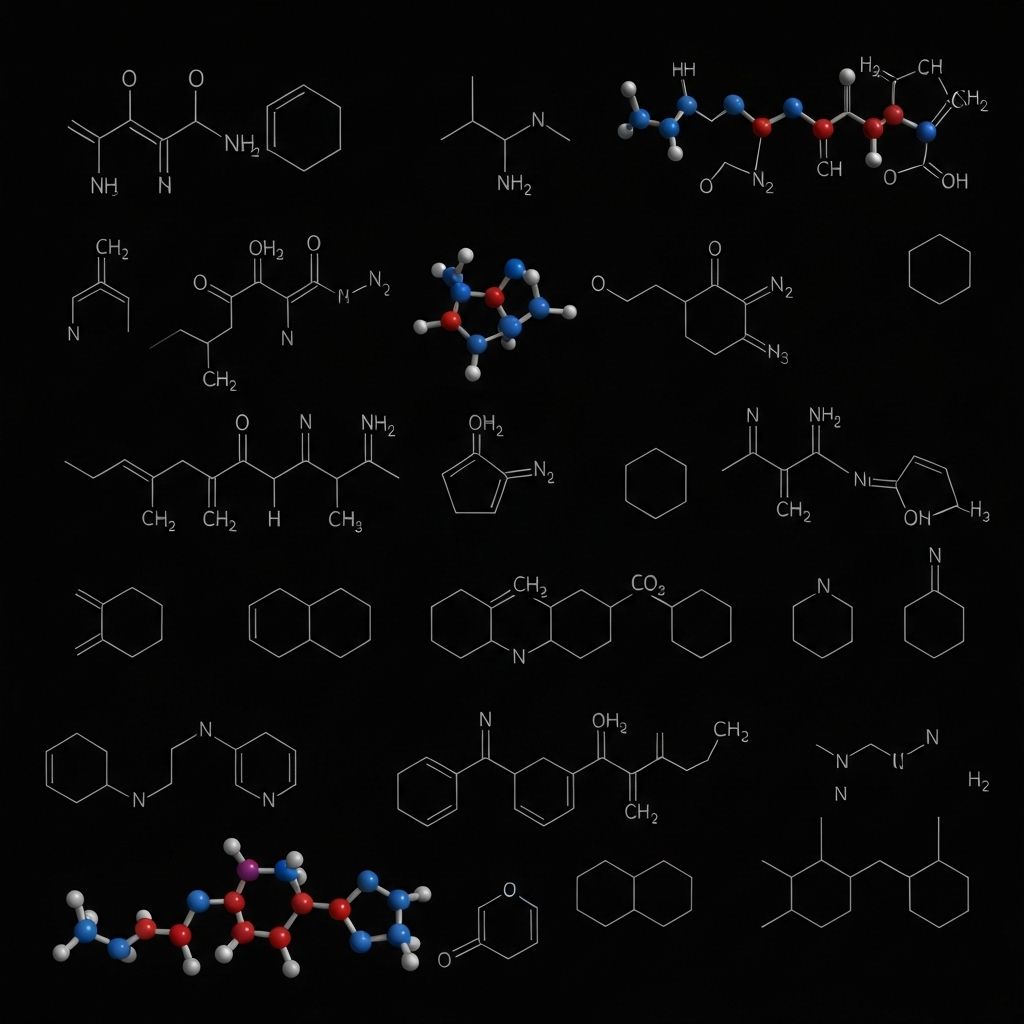 O O HH H₂ CH
NH₂ N CH₂
NH N NH₂ O N₂ CH O OH
CH₂ OH₂ O O
O N₂ O N₂
N N N₃
CH₂
O N NH₂ OH₂ N NH₂
N₂
CH₂ CH₂ H CH₃ CH₂ OH H₃
N
CH₂ CO₃ N
N
N N OH₂ CH₂ N
N H₂
N N CH₂ N
O
O